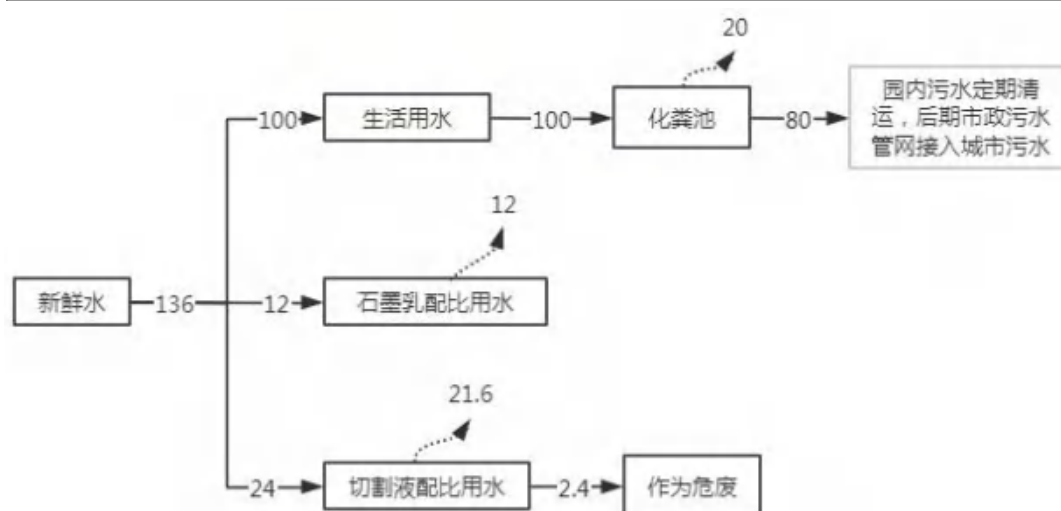 20
100
生活用水
100
化粪池
80
园内污水定期清
运，后期市政污水
管网接入城市污水
12
新鲜水
136
12
石墨乳配比用水
21.6
24
切割液配比用水
2.4
作为危废